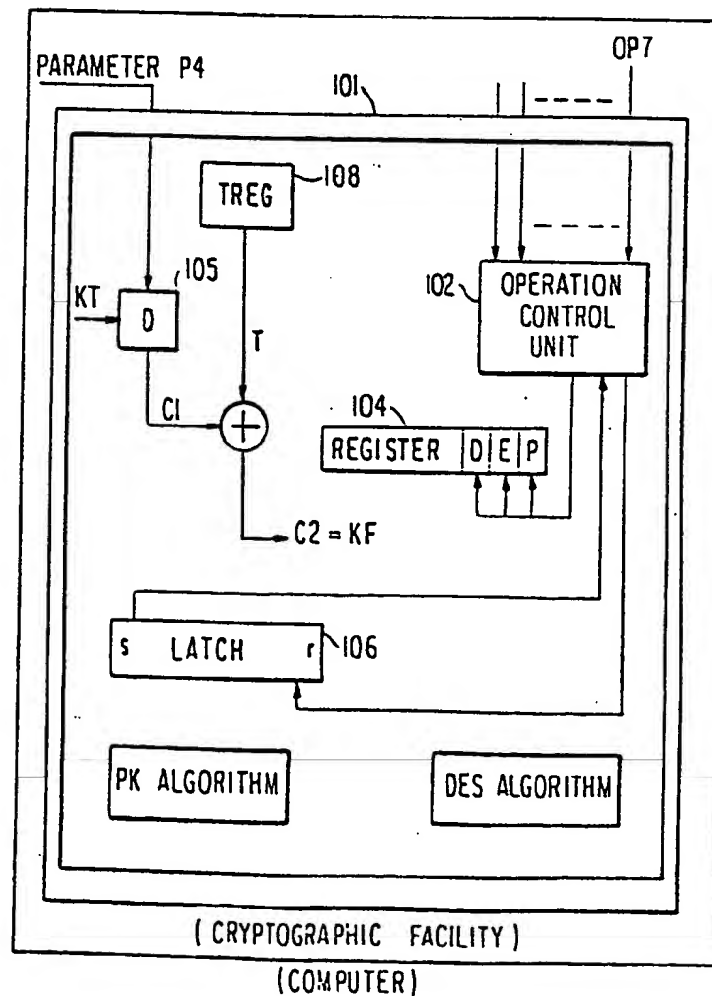 OP7
PARAMETER P4
101
108
TREG
105
KT
D
102
OPERATION
CONTROL
UNIT
T
C1
104
REGISTER D E P
C2 = KF
s LATCH r
106
PK ALGORITHM
DES ALGORITHM
( CRYPTOGRAPHIC FACILITY )
(COMPUTER)